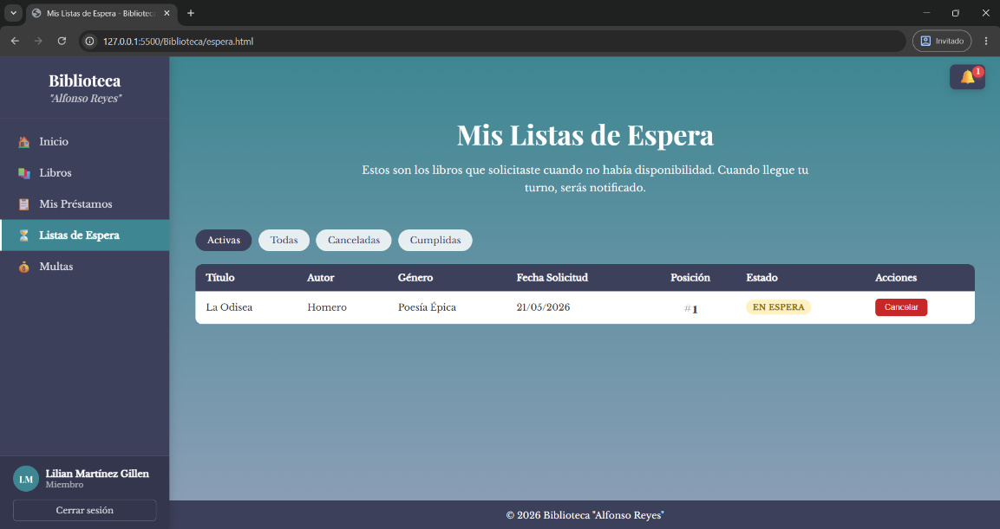 Mis Listas de Espera - Bibliotec
127.0.0.1:5500/Biblioteca/espera.html
Invitado
Biblioteca
"Alfonso Reyes"
Inicio
Libros
Mis Préstamos
Listas de Espera
Multas
LM
Lilian Martínez Gillen
Miembro
Cerrar sesión
1
Mis Listas de Espera
Estos son los libros que solicitaste cuando no había disponibilidad. Cuando llegue tu
turno, serás notificado.
Activas Todas Canceladas Cumplidas
Título Autor Género Fecha Solicitud Posición Estado Acciones
La Odisea Homero Poesía Épica 21/05/2026 #1 EN ESPERA Cancelar
© 2026 Biblioteca "Alfonso Reyes"